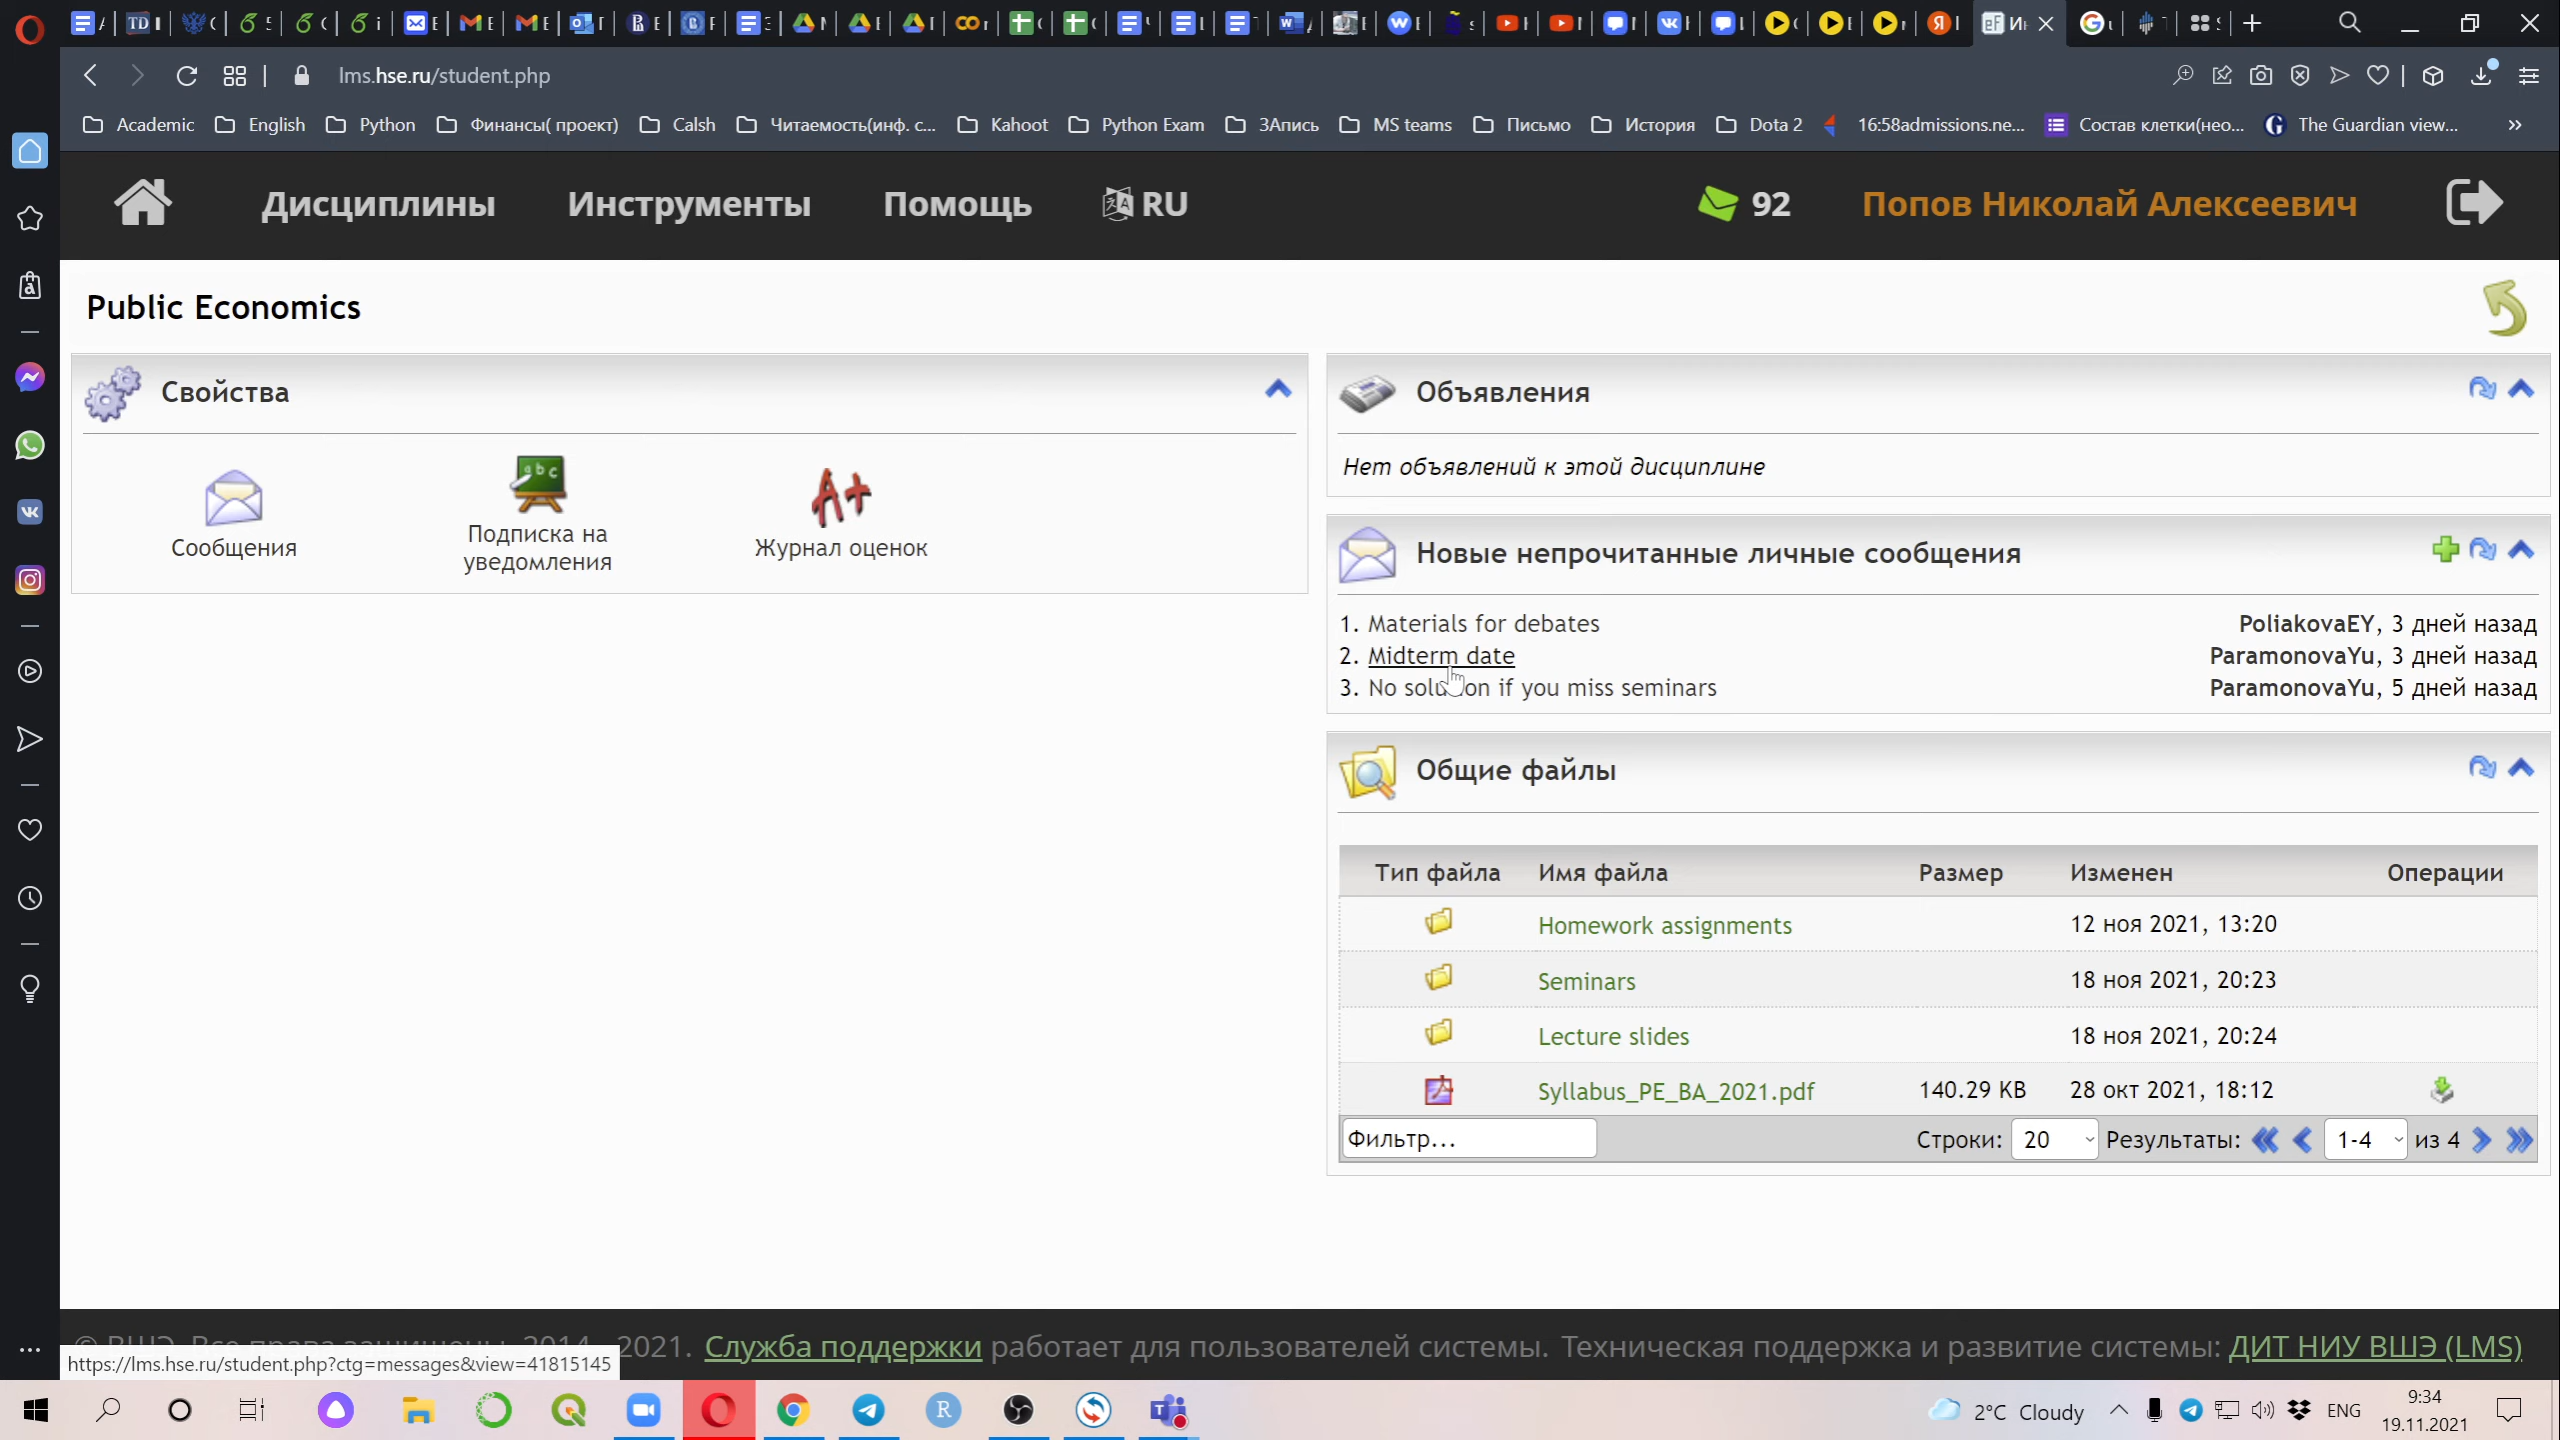 lms.hse.ru/student.php
Academic English Python Финансы( проект) Calsh Читаемость(инф. с... Kahoot Python Exam ЗАпись MS teams Письмо История Dota 2 16:58admissions.ne... Состав клетки(нео... The Guardian view... »
Дисциплины Инструменты Помощь RU 92 Попов Николай Алексеевич
Public Economics
Свойства
Сообщения
Подписка на
уведомления
Журнал оценок
Объявления
Нет объявлений к этой дисциплине
Новые непрочитанные личные сообщения
1. Materials for debates PoliakovaEY, 3 дней назад
2. Midterm date ParamonovaYu, 3 дней назад
3. No solution if you miss seminars ParamonovaYu, 5 дней назад
Общие файлы
Тип файла Имя файла Размер Изменен Операции
Homework assignments 12 ноя 2021, 13:20
Seminars 18 ноя 2021, 20:23
Lecture slides 18 ноя 2021, 20:24
Syllabus_PE_BA_2021.pdf 140.29 KB 28 окт 2021, 18:12
Фильтр... Строки: 20 Результаты: 1-4 из 4
© ВШЭ. Все права защищены. 2014 - 2021. Служба поддержки работает для пользователей системы. Техническая поддержка и развитие системы: ДИТ НИУ ВШЭ (LMS)
https://lms.hse.ru/student.php?ctg=messages&view=41815145
2°C Cloudy ENG 9:34
19.11.2021